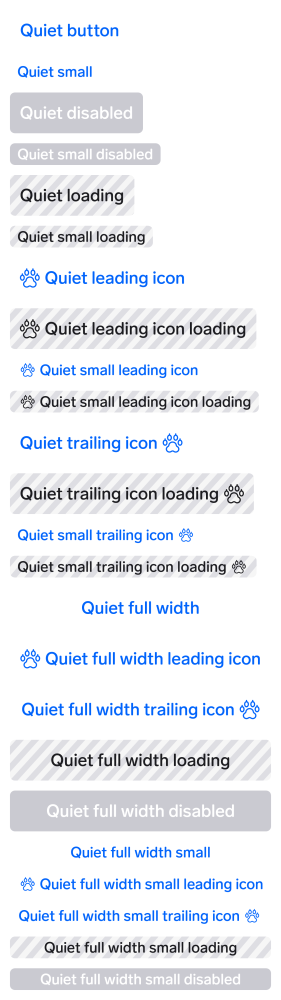 Quiet button
Quiet small
Quiet disabled
Quiet small disabled
Quiet loading
Quiet small loading
Quiet leading icon
Quiet leading icon loading
Quiet small leading icon
Quiet small leading icon loading
Quiet trailing icon
Quiet trailing icon loading
Quiet small trailing icon
Quiet small trailing icon loading
Quiet full width
Quiet full width leading icon
Quiet full width trailing icon
Quiet full width loading
Quiet full width disabled
Quiet full width small
Quiet full width small leading icon
Quiet full width small trailing icon
Quiet full width small loading
Quiet full width small disabled